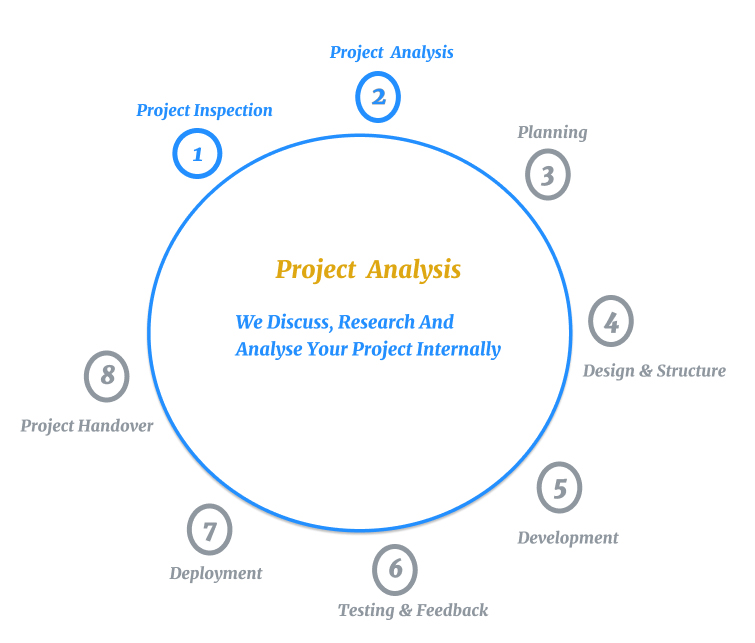 Project Analysis
2
Project Inspection
1
Planning
3
Project Analysis
We Discuss, Research And
Analyse Your Project Internally
4
Design & Structure
8
Project Handover
5
Development
7
Deployment
6
Testing & Feedback